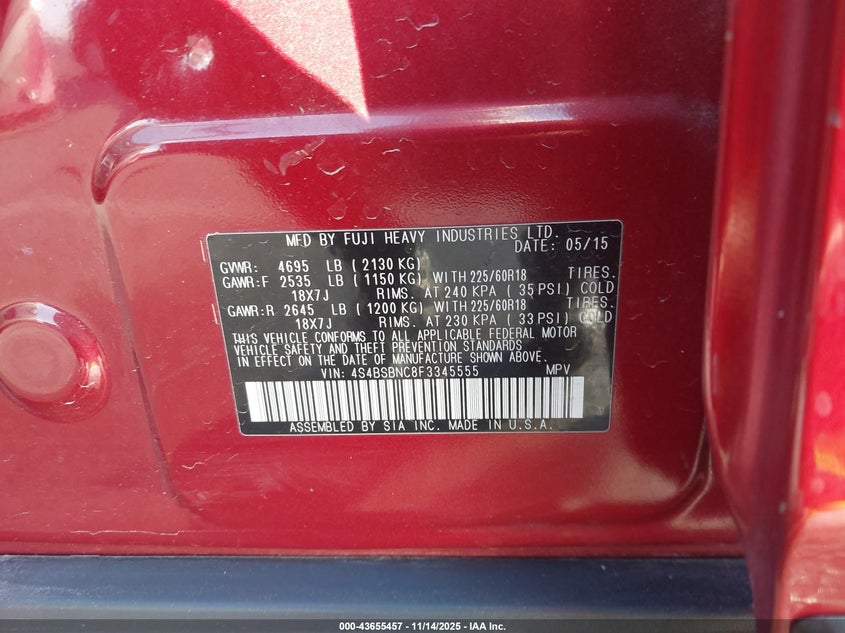 MFD BY FUJI HEAVY INDUSTRIES LTD.
DATE: 05/15
GVWR: 4695 LB ( 2130 KG)
GAWR:F 2535 LB ( 1150 KG) WITH 225/60R18 TIRES.
18X7J RIMS. AT 240 KPA ( 35 PSI) COLD
GAWR:R 2645 LB ( 1200 KG) WITH 225/60R18 TIRES.
18X7J RIMS. AT 230 KPA ( 33 PSI) COLD
THIS VEHICLE CONFORMS TO ALL APPLICABLE FEDERAL MOTOR
VEHICLE SAFETY AND THEFT PREVENTION STANDARDS
IN EFFECT ON THE DATE OF MANUFACTURE SHOWN ABOVE.
VIN: 4S4BSBNC8F3345555 MPV
ASSEMBLED BY SIA INC. MADE IN U.S.A.
000-43655457 - 11/14/2025 - IAA Inc.